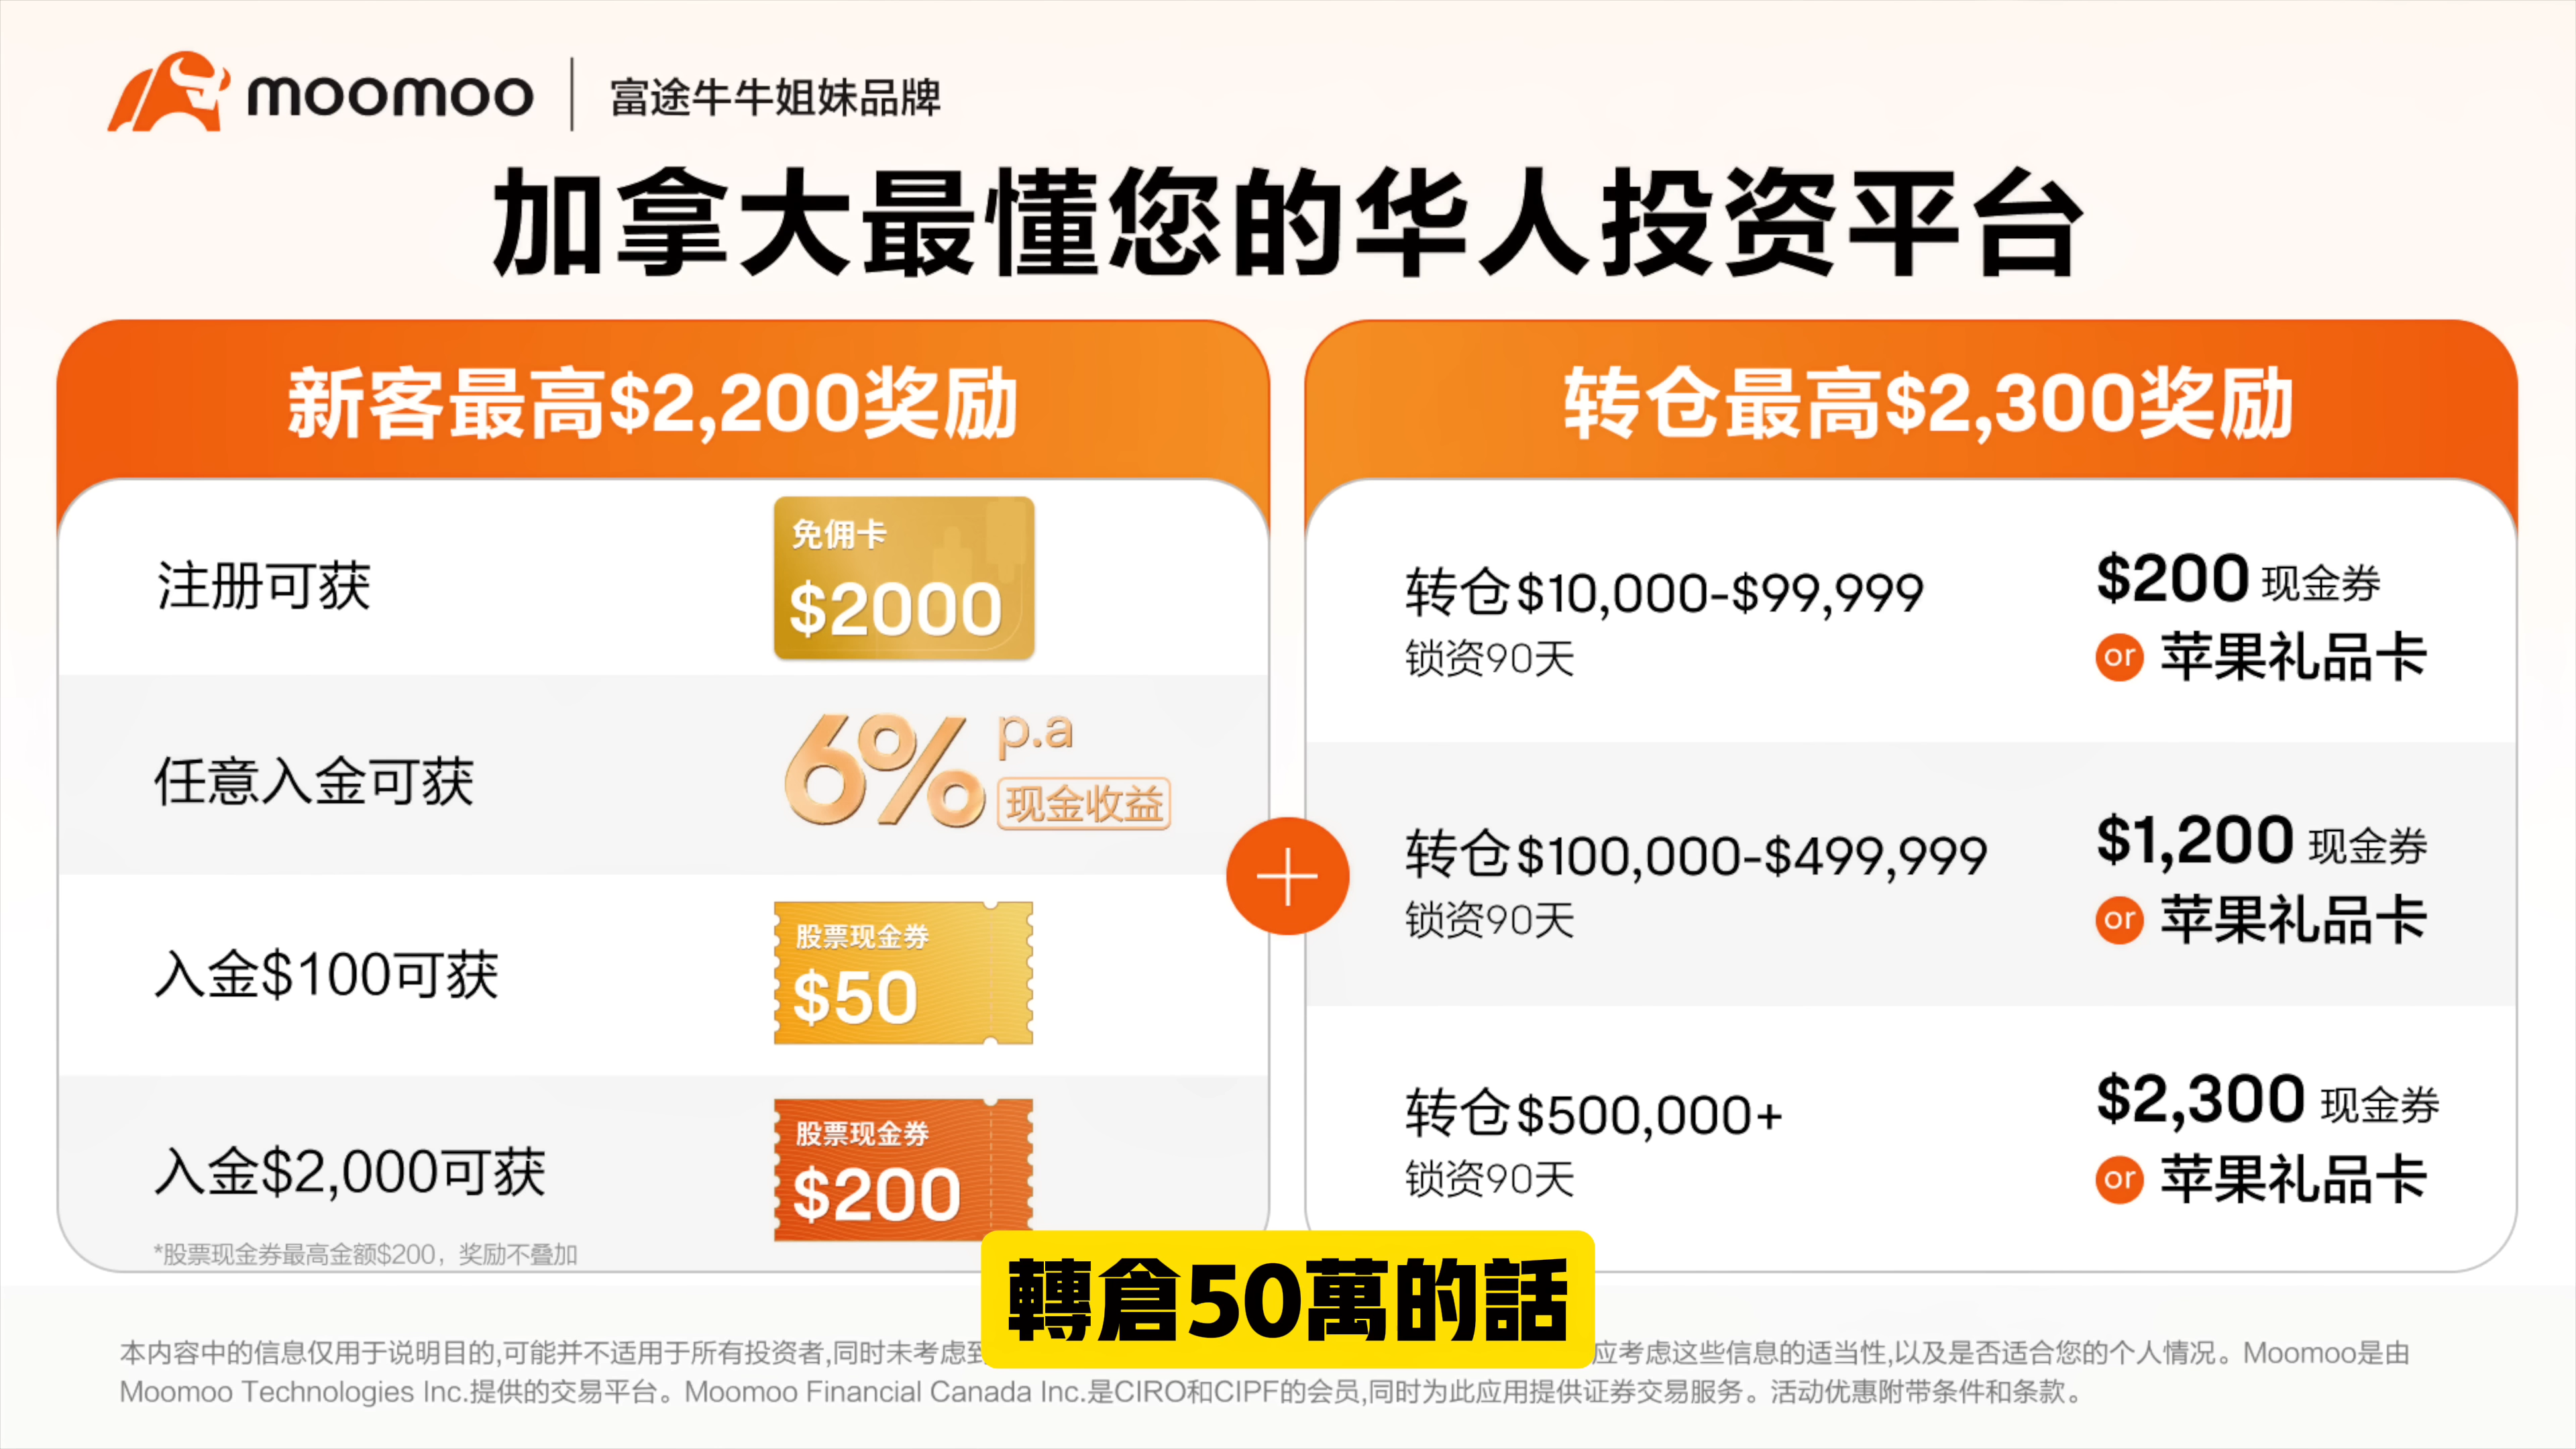 moomoo | 富途牛牛姐妹品牌
加拿大最懂您的华人投资平台
新客最高$2,200奖励
注册可获
免佣卡
$2000
任意入金可获
6% p.a
现金收益
入金$100可获
股票现金券
$50
入金$2,000可获
股票现金券
$200
*股票现金券最高金额$200，奖励不叠加
转仓最高$2,300奖励
转仓$10,000-$99,999
锁资90天
$200 现金券
or 苹果礼品卡
转仓$100,000-$499,999
锁资90天
$1,200 现金券
or 苹果礼品卡
转仓$500,000+
锁资90天
$2,300 现金券
or 苹果礼品卡
轉倉50萬的話
本内容中的信息仅用于说明目的,可能并不适用于所有投资者,同时未考虑到 应考虑这些信息的适当性,以及是否适合您的个人情况。Moomoo是由
Moomoo Technologies Inc.提供的交易平台。Moomoo Financial Canada Inc.是CIRO和CIPF的会员,同时为此应用提供证券交易服务。活动优惠附带条件和条款。